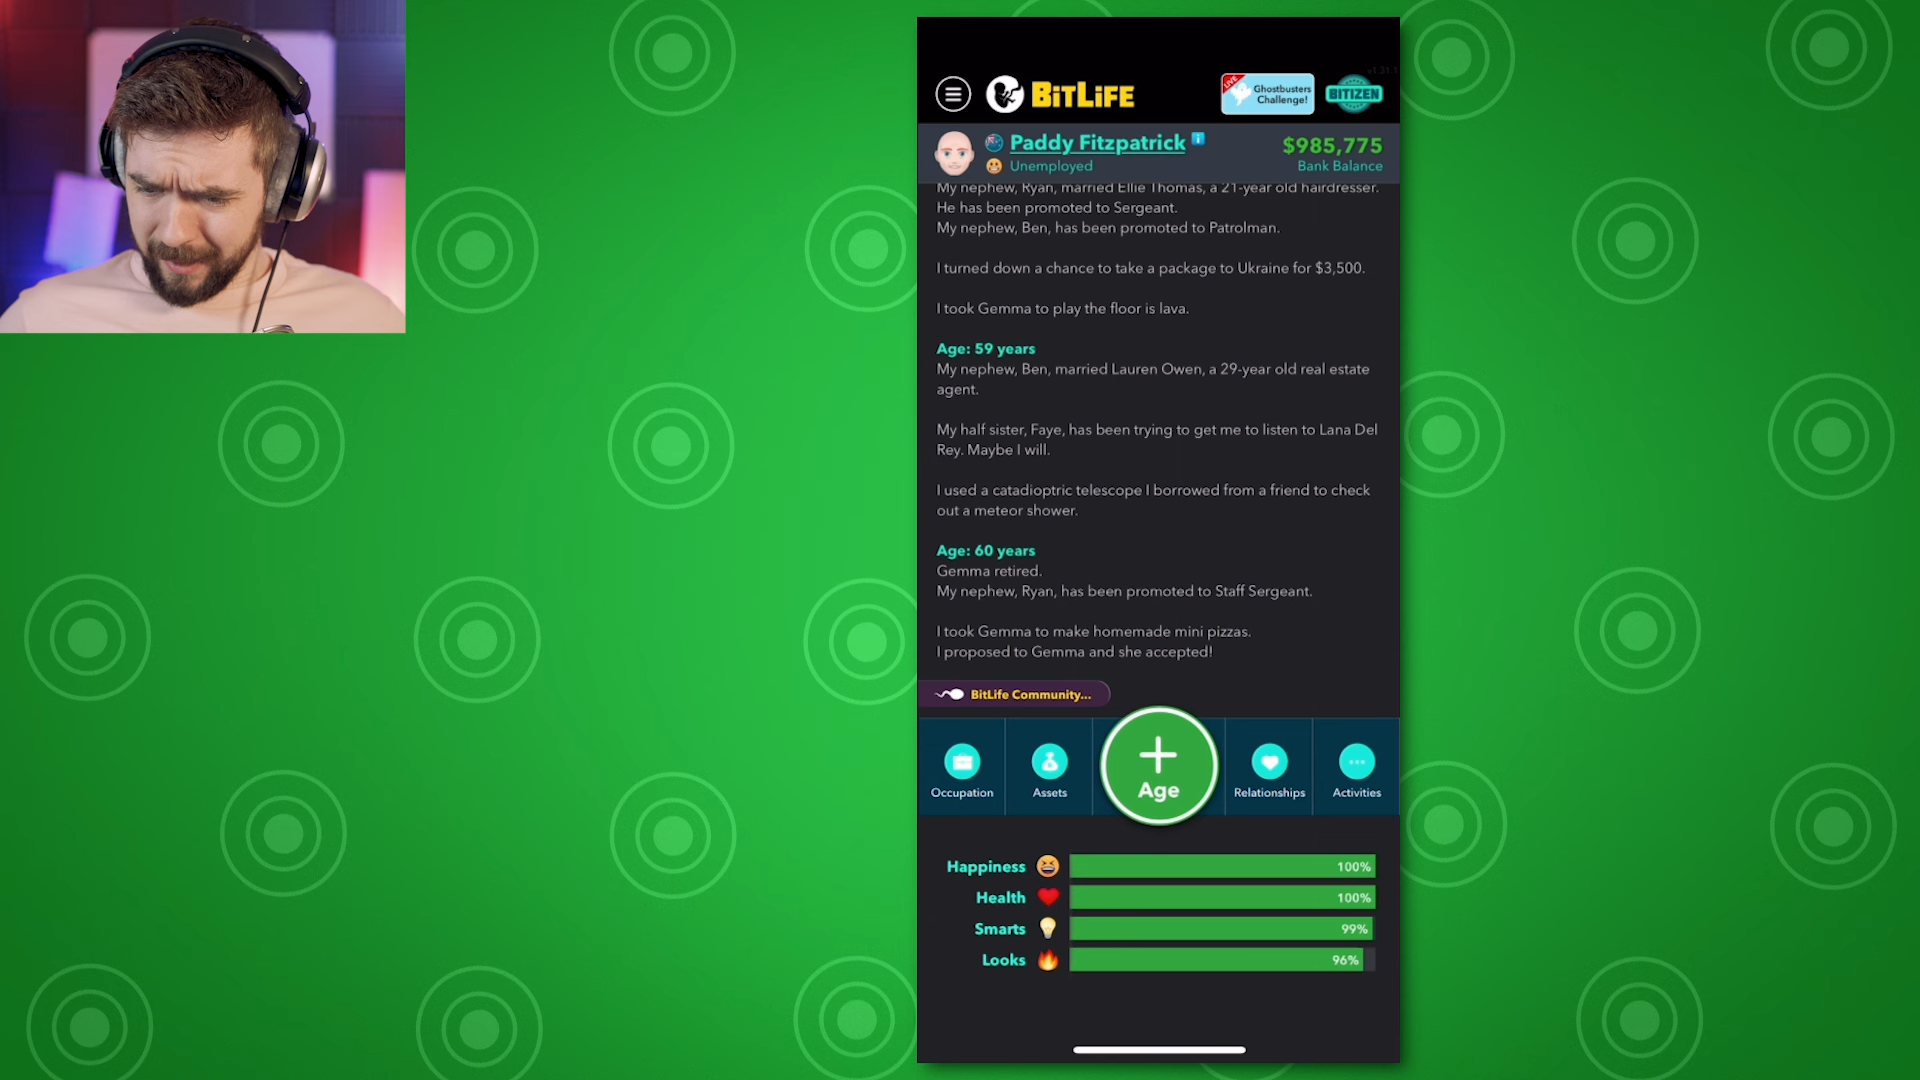 v1.31.1
BitLife
LIVE
Ghostbusters
Challenge!
BITIZEN
Paddy Fitzpatrick
$985,775
Unemployed
Bank Balance
My nephew, Ryan, married Ellie Thomas, a 21-year old hairdresser.
He has been promoted to Sergeant.
My nephew, Ben, has been promoted to Patrolman.
I turned down a chance to take a package to Ukraine for $3,500.
I took Gemma to play the floor is lava.
Age: 59 years
My nephew, Ben, married Lauren Owen, a 29-year old real estate
agent.
My half sister, Faye, has been trying to get me to listen to Lana Del
Rey. Maybe I will.
I used a catadioptric telescope I borrowed from a friend to check
out a meteor shower.
Age: 60 years
Gemma retired.
My nephew, Ryan, has been promoted to Staff Sergeant.
I took Gemma to make homemade mini pizzas.
I proposed to Gemma and she accepted!
BitLife Community...
Occupation
Assets
Age
Relationships
Activities
Happiness 100%
Health 100%
Smarts 99%
Looks 96%